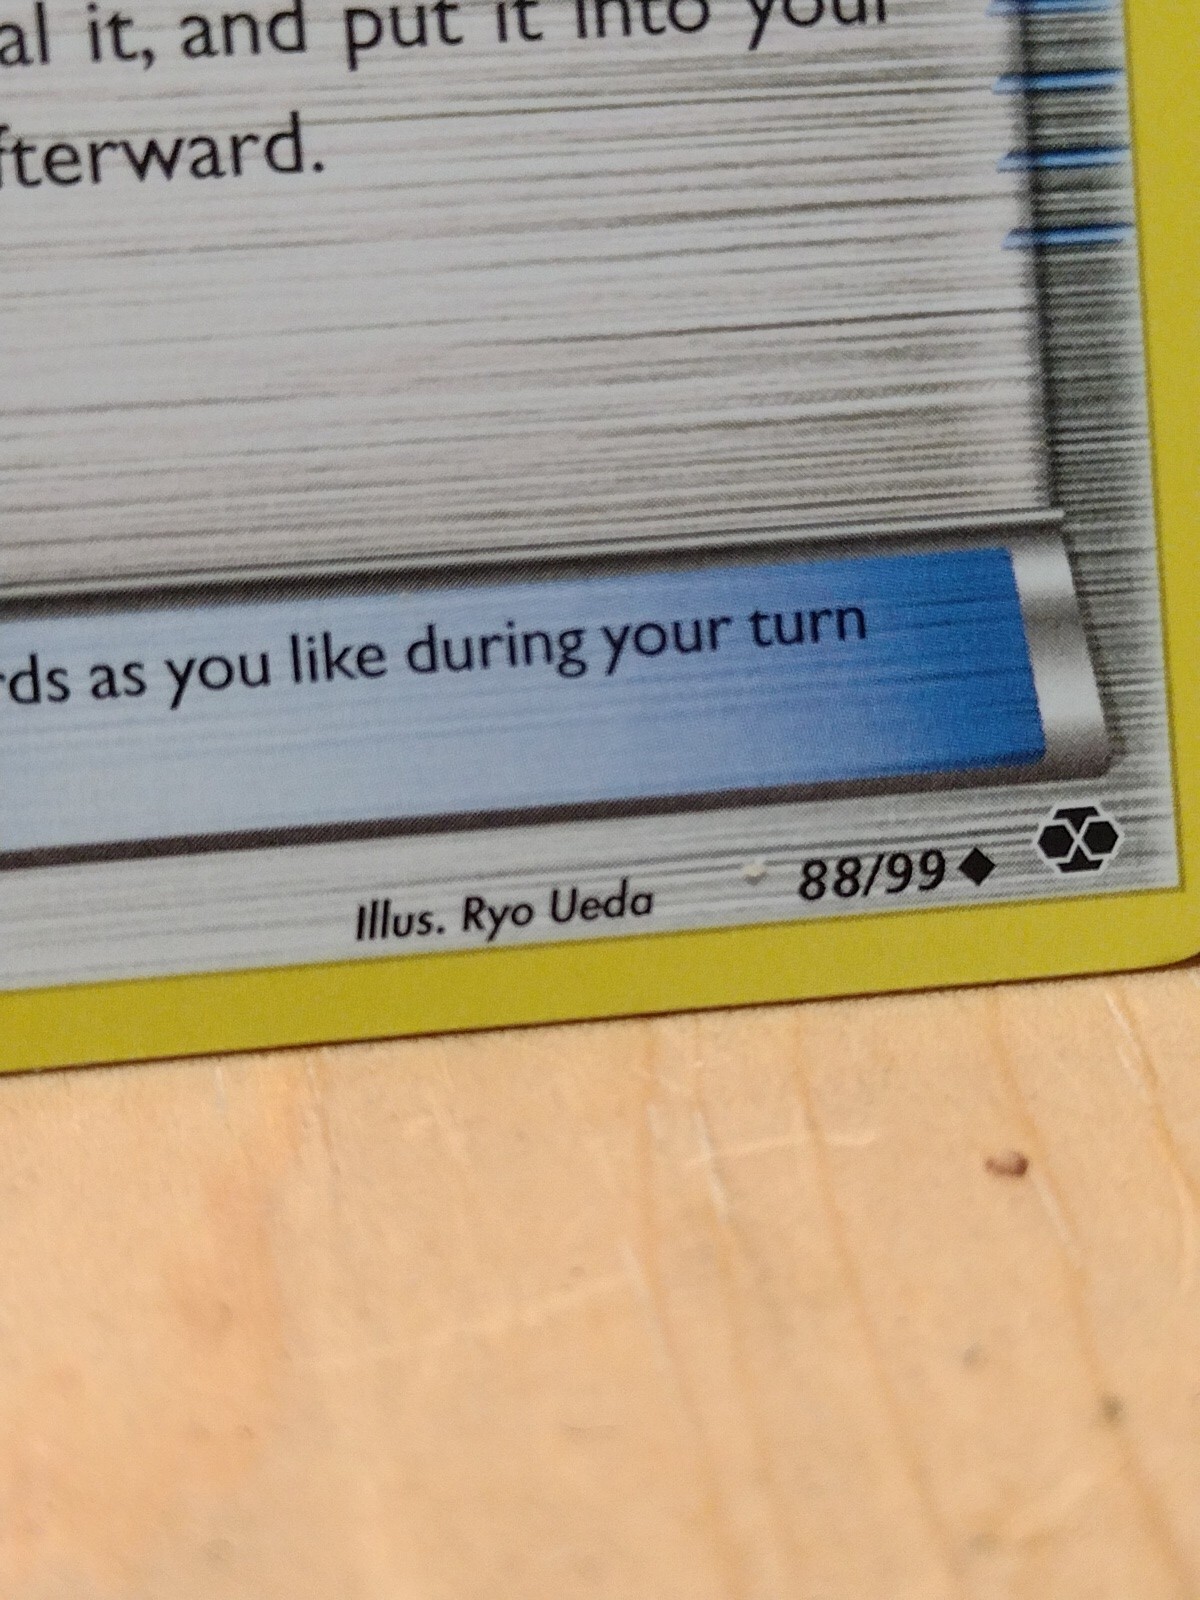 al it, and put it into your
fterward.
rds as you like during your turn
Illus. Ryo Ueda
88/99